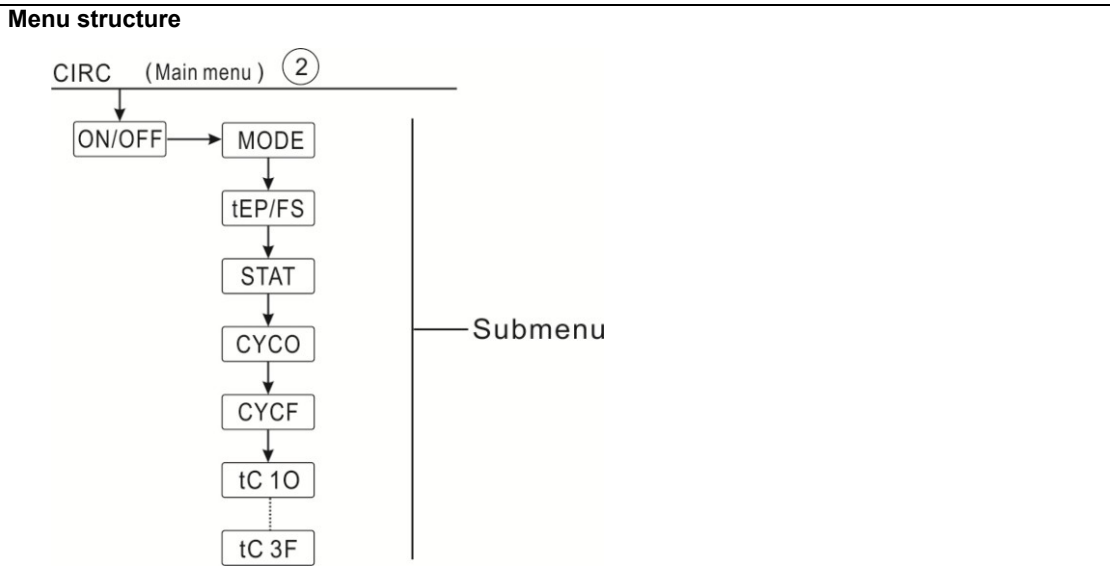 Menu structure
CIRC (Main menu) 2
ON/OFF MODE
tEP/FS
STAT
CYCO
CYCF
tC 1O
tC 3F
Submenu